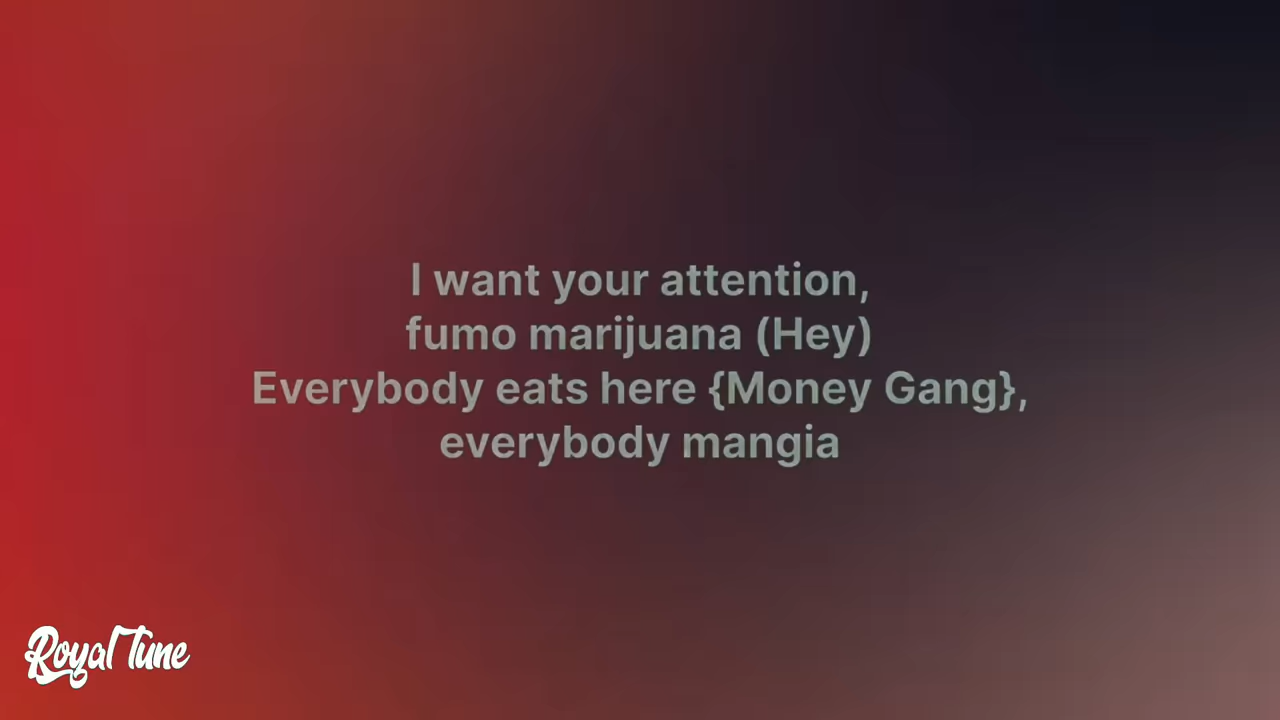 I want your attention,
fumo marijuana (Hey)
Everybody eats here {Money Gang},
everybody mangia
Royal Tune